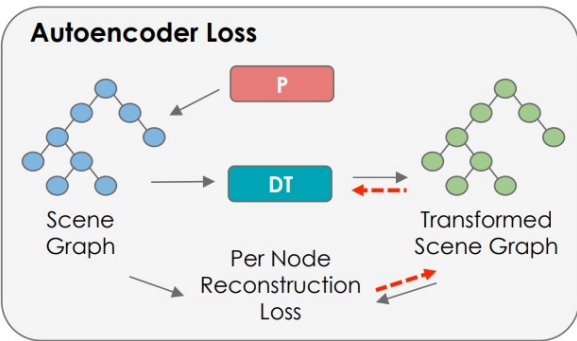 Autoencoder Loss
P
DT
Scene
Graph
Transformed
Scene Graph
Per Node
Reconstruction
Loss